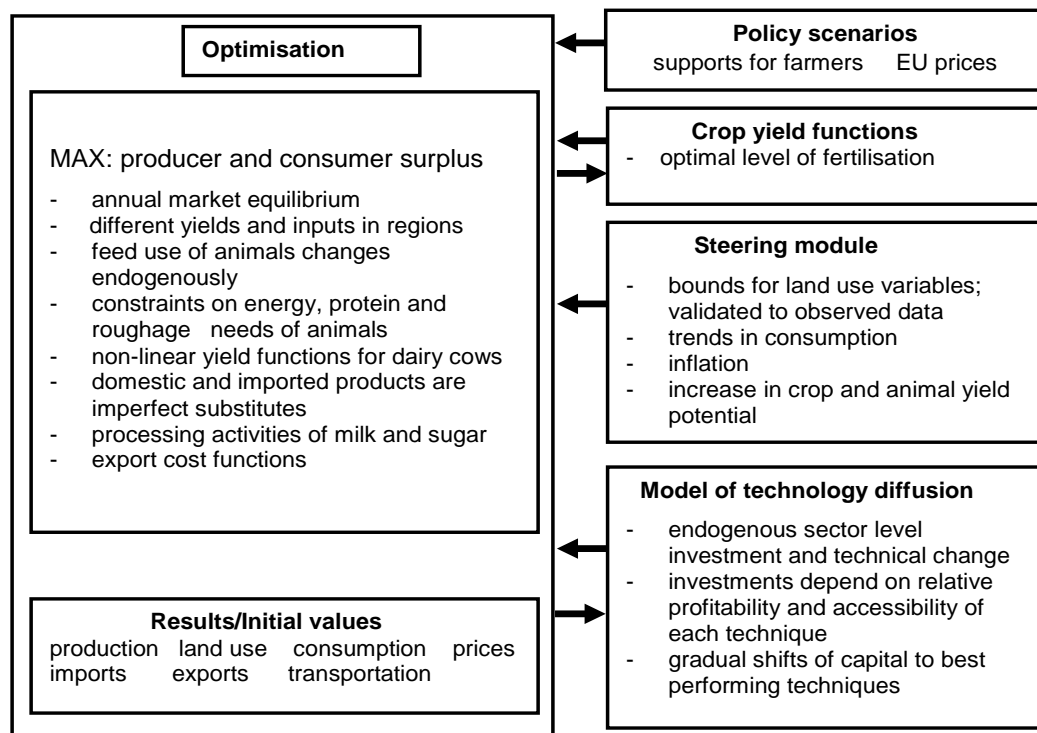 Optimisation
MAX: producer and consumer surplus
- annual market equilibrium
- different yields and inputs in regions
- feed use of animals changes
endogenously
- constraints on energy, protein and
roughage needs of animals
- non-linear yield functions for dairy cows
- domestic and imported products are
imperfect substitutes
- processing activities of milk and sugar
- export cost functions
Results/Initial values
production land use consumption prices
imports exports transportation
Policy scenarios
supports for farmers EU prices
Crop yield functions
- optimal level of fertilisation
Steering module
- bounds for land use variables;
validated to observed data
- trends in consumption
- inflation
- increase in crop and animal yield
potential
Model of technology diffusion
- endogenous sector level
investment and technical change
- investments depend on relative
profitability and accessibility of
each technique
- gradual shifts of capital to best
performing techniques